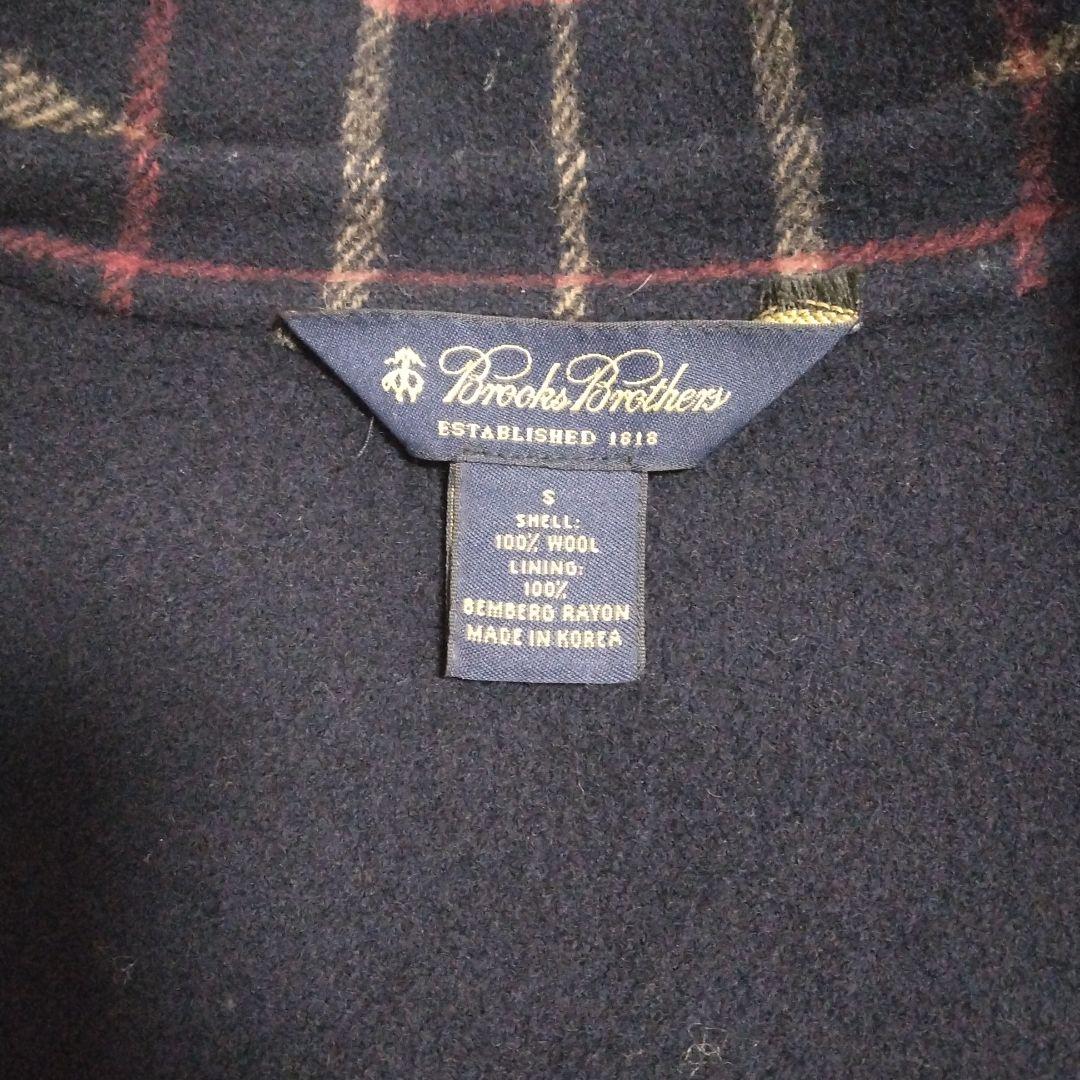 Brooks Brothers
ESTABLISHED 1818
S
SHELL:
100% WOOL
LINING:
100%
BEMBERG RAYON
MADE IN KOREA